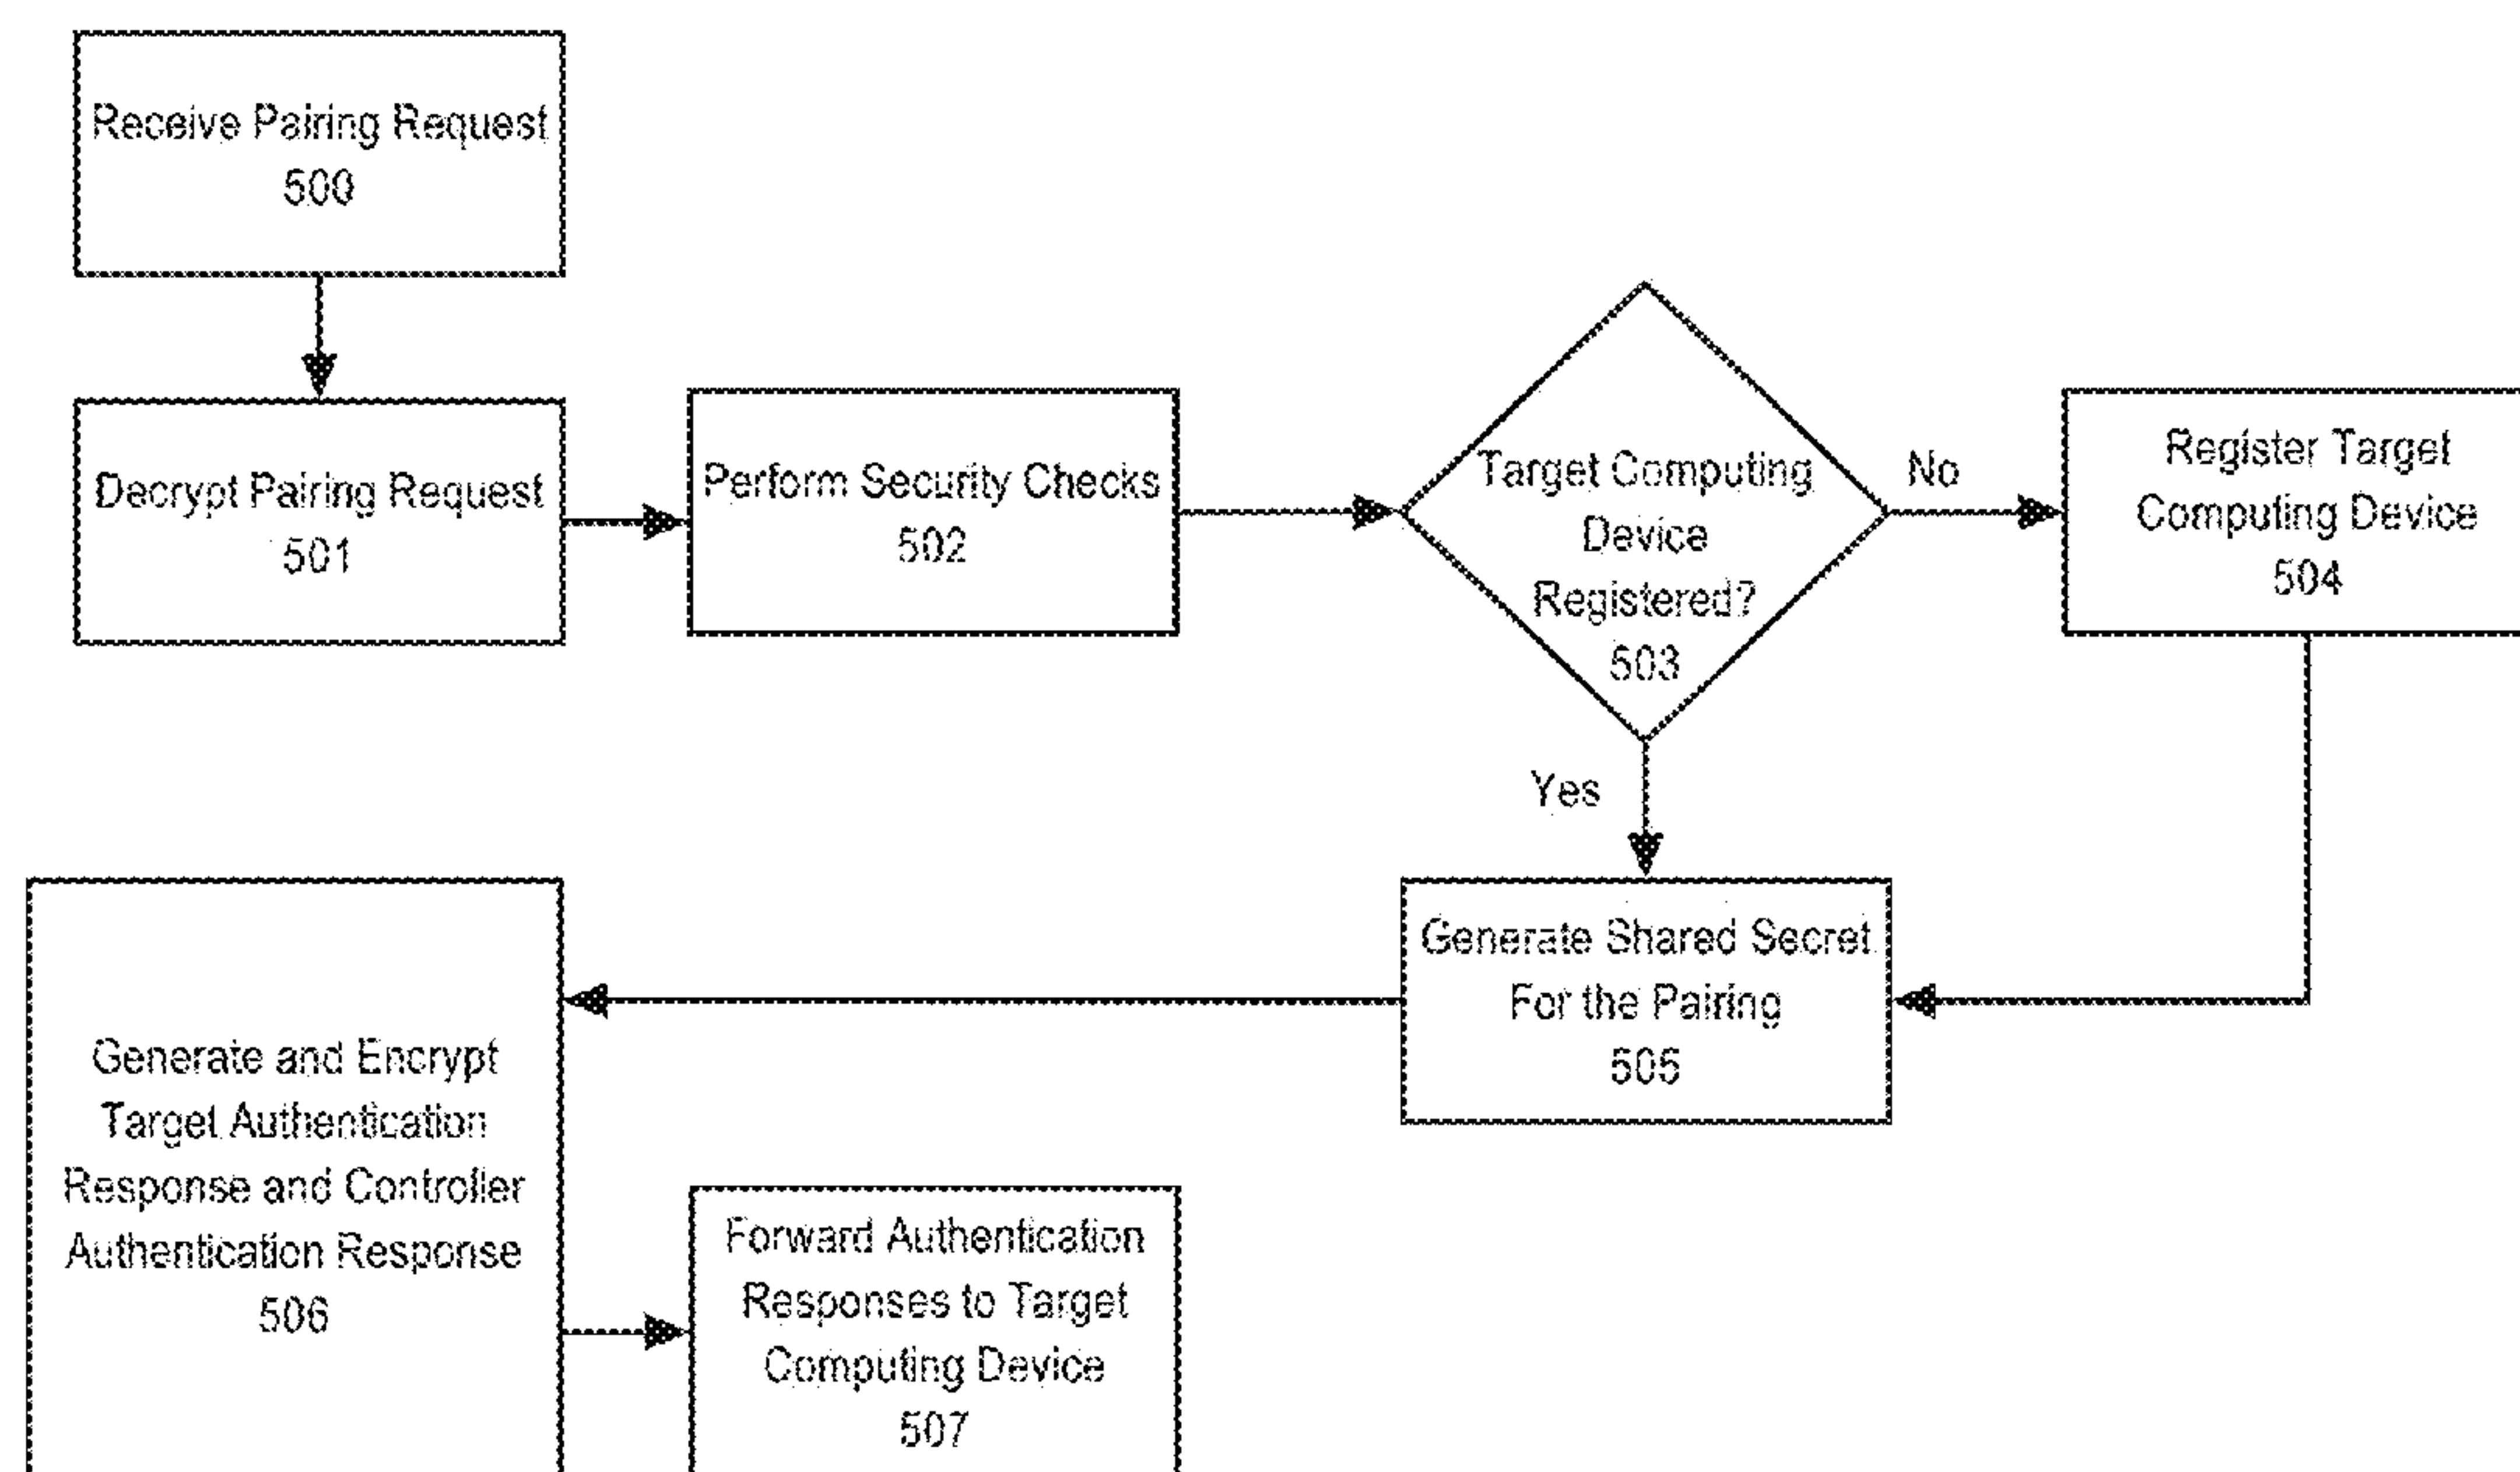 Receive Pairing Request
500
Decrypt Pairing Request
501
Perform Security Checks
502
Target Computing
Device
Registered?
503
No
Register Target
Computing Device
504
Yes
Generate Shared Secret
For the Pairing
505
Generate and Encrypt
Target Authentication
Response and Controller
Authentication Response
506
Forward Authentication
Responses to Target
Computing Device
507